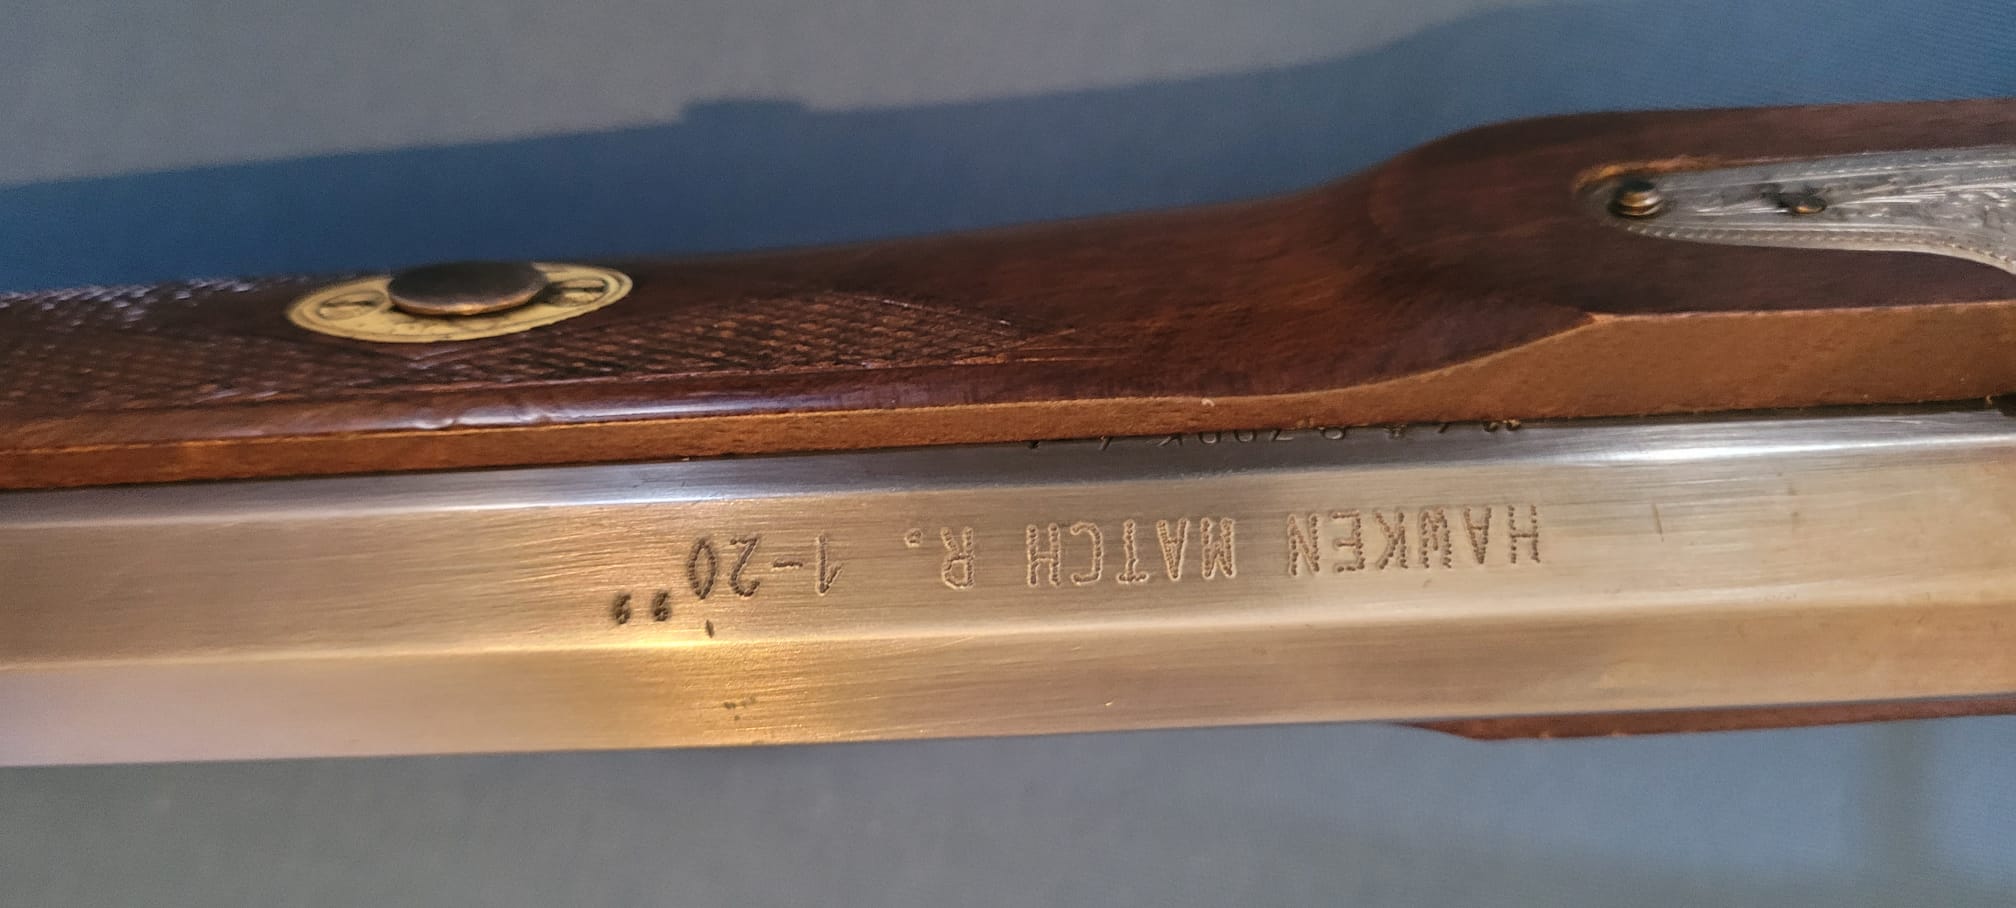 HAWKEN MATCH R. 1-20"